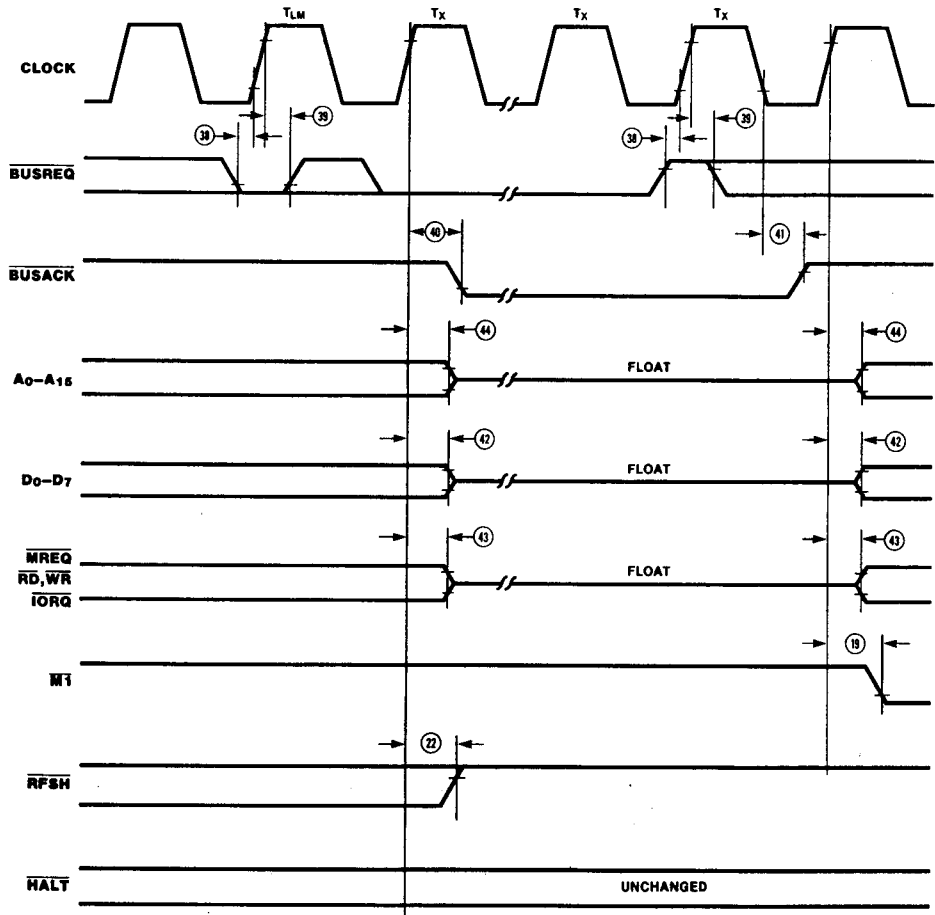 TLM TX TX TX
CLOCK
38 39 38 39
BUSREQ
40 41
BUSACK
44 44
A0–A15 FLOAT
42 42
D0–D7 FLOAT
43 43
MREQ
RD, WR FLOAT
IORQ
19
M1
22
RFSH
HALT UNCHANGED